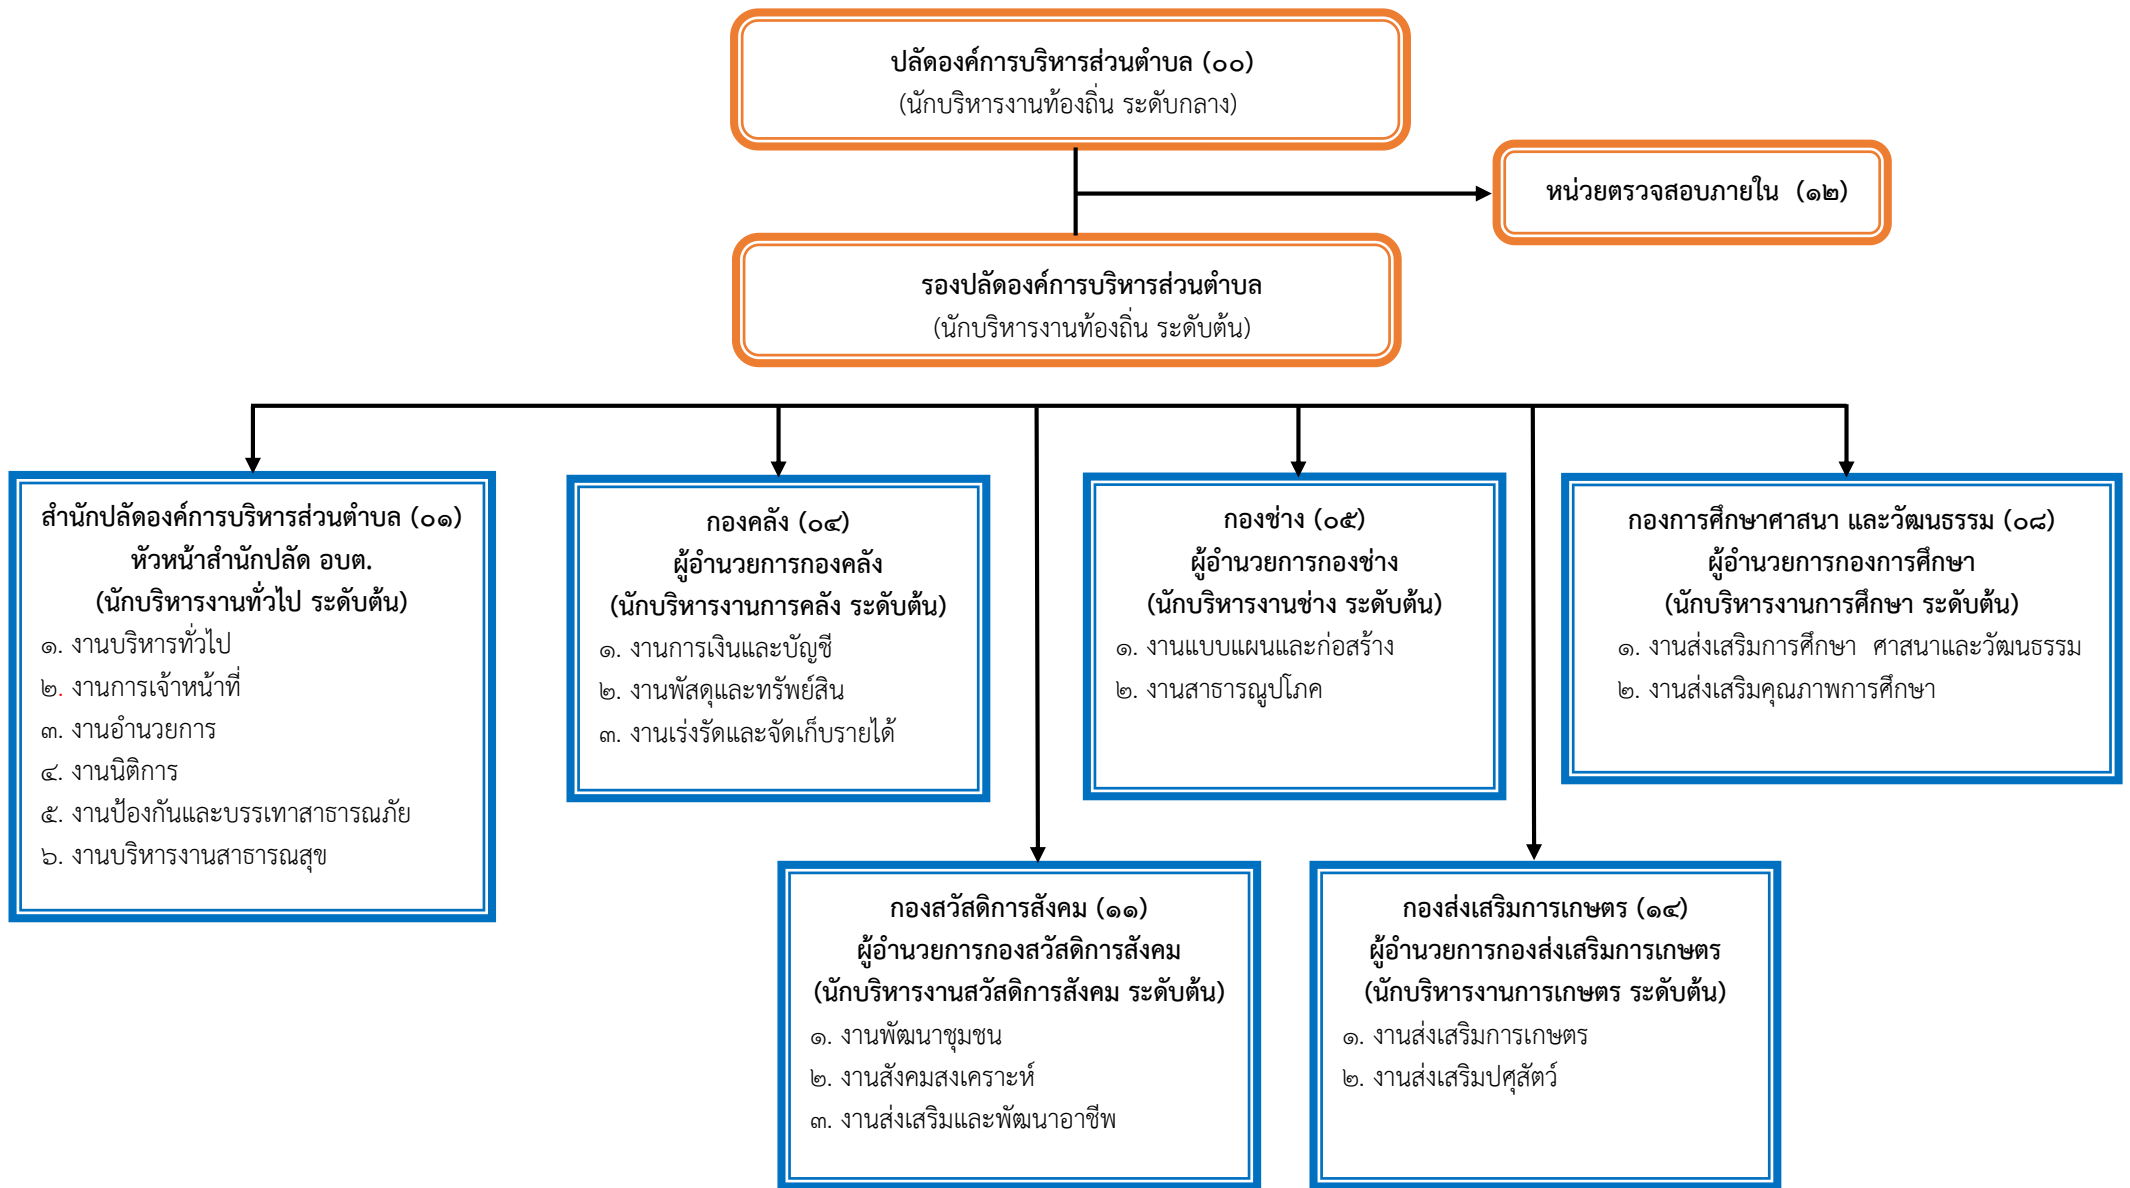 ปลัดองค์การบริหารส่วนตำบล (๐๐)
(นักบริหารงานท้องถิ่น ระดับกลาง)
หน่วยตรวจสอบภายใน (๑๒)
รองปลัดองค์การบริหารส่วนตำบล
(นักบริหารงานท้องถิ่น ระดับต้น)
สำนักปลัดองค์การบริหารส่วนตำบล (๐๑)
หัวหน้าสำนักปลัด อบต.
(นักบริหารงานทั่วไป ระดับต้น)
๑. งานบริหารทั่วไป
๒. งานการเจ้าหน้าที่
๓. งานอำนวยการ
๔. งานนิติการ
๕. งานป้องกันและบรรเทาสาธารณภัย
๖. งานบริหารงานสาธารณสุข
กองคลัง (๐๔)
ผู้อำนวยการกองคลัง
(นักบริหารงานการคลัง ระดับต้น)
๑. งานการเงินและบัญชี
๒. งานพัสดุและทรัพย์สิน
๓. งานเร่งรัดและจัดเก็บรายได้
กองช่าง (๐๕)
ผู้อำนวยการกองช่าง
(นักบริหารงานช่าง ระดับต้น)
๑. งานแบบแผนและก่อสร้าง
๒. งานสาธารณูปโภค
กองการศึกษาศาสนา และวัฒนธรรม (๐๘)
ผู้อำนวยการกองการศึกษา
(นักบริหารงานการศึกษา ระดับต้น)
๑. งานส่งเสริมการศึกษา ศาสนาและวัฒนธรรม
๒. งานส่งเสริมคุณภาพการศึกษา
กองสวัสดิการสังคม (๑๑)
ผู้อำนวยการกองสวัสดิการสังคม
(นักบริหารงานสวัสดิการสังคม ระดับต้น)
๑. งานพัฒนาชุมชน
๒. งานสังคมสงเคราะห์
๓. งานส่งเสริมและพัฒนาอาชีพ
กองส่งเสริมการเกษตร (๑๔)
ผู้อำนวยการกองส่งเสริมการเกษตร
(นักบริหารงานการเกษตร ระดับต้น)
๑. งานส่งเสริมการเกษตร
๒. งานส่งเสริมปศุสัตว์